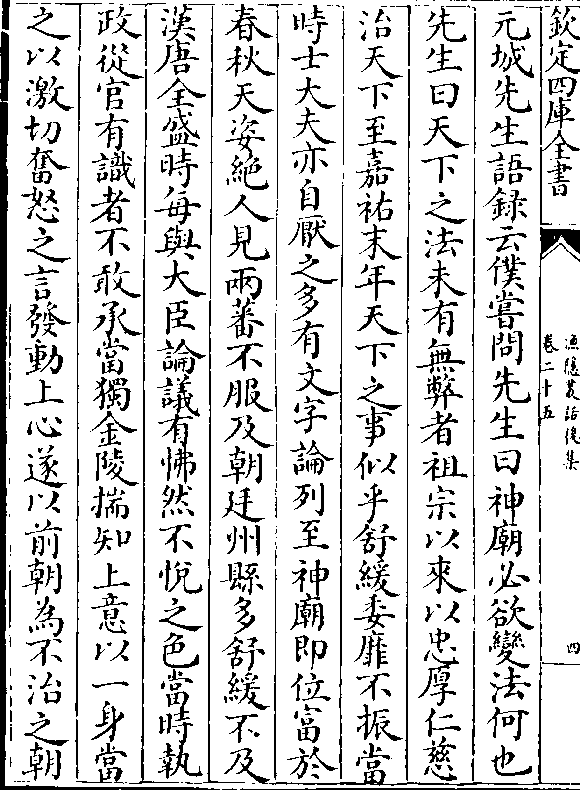 欽定四庫全書
漁隱叢話後集
卷二十五
四
元城先生語録云僕嘗問先生曰神廟必欲變法何也
先生曰天下之法未有無弊者祖宗以來以忠厚仁慈
治天下至嘉祐末年天下之事似乎舒緩委靡不振當
時士大夫亦自厭之多有文字論列至神廟即位富於
春秋天姿絶人見兩蕃不服及朝廷州縣多舒緩不及
漢唐全盛時每與大臣論議有怫然不悅之色當時執
政從官有識者不敢承當獨金陵揣知上意以一身當
之以激切奮怒之言發動上心遂以前朝為不治之朝